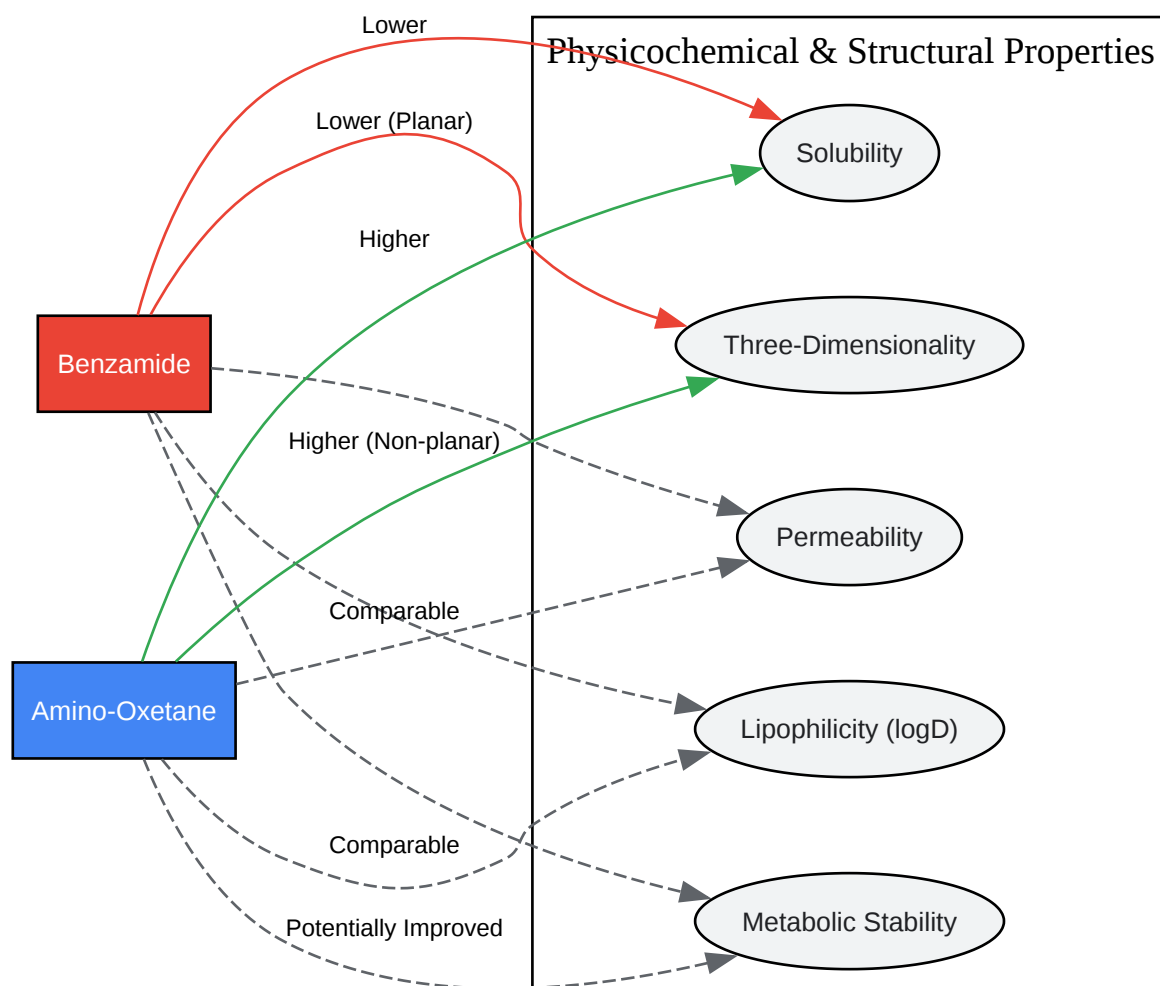 Lower
Physicochemical & Structural Properties
Lower (Planar)
Solubility
Higher
Three-Dimensionality
Benzamide
Higher (Non-planar)
Permeability
Comparable
Amino-Oxetane
Lipophilicity (logD)
Comparable
Metabolic Stability
Potentially Improved